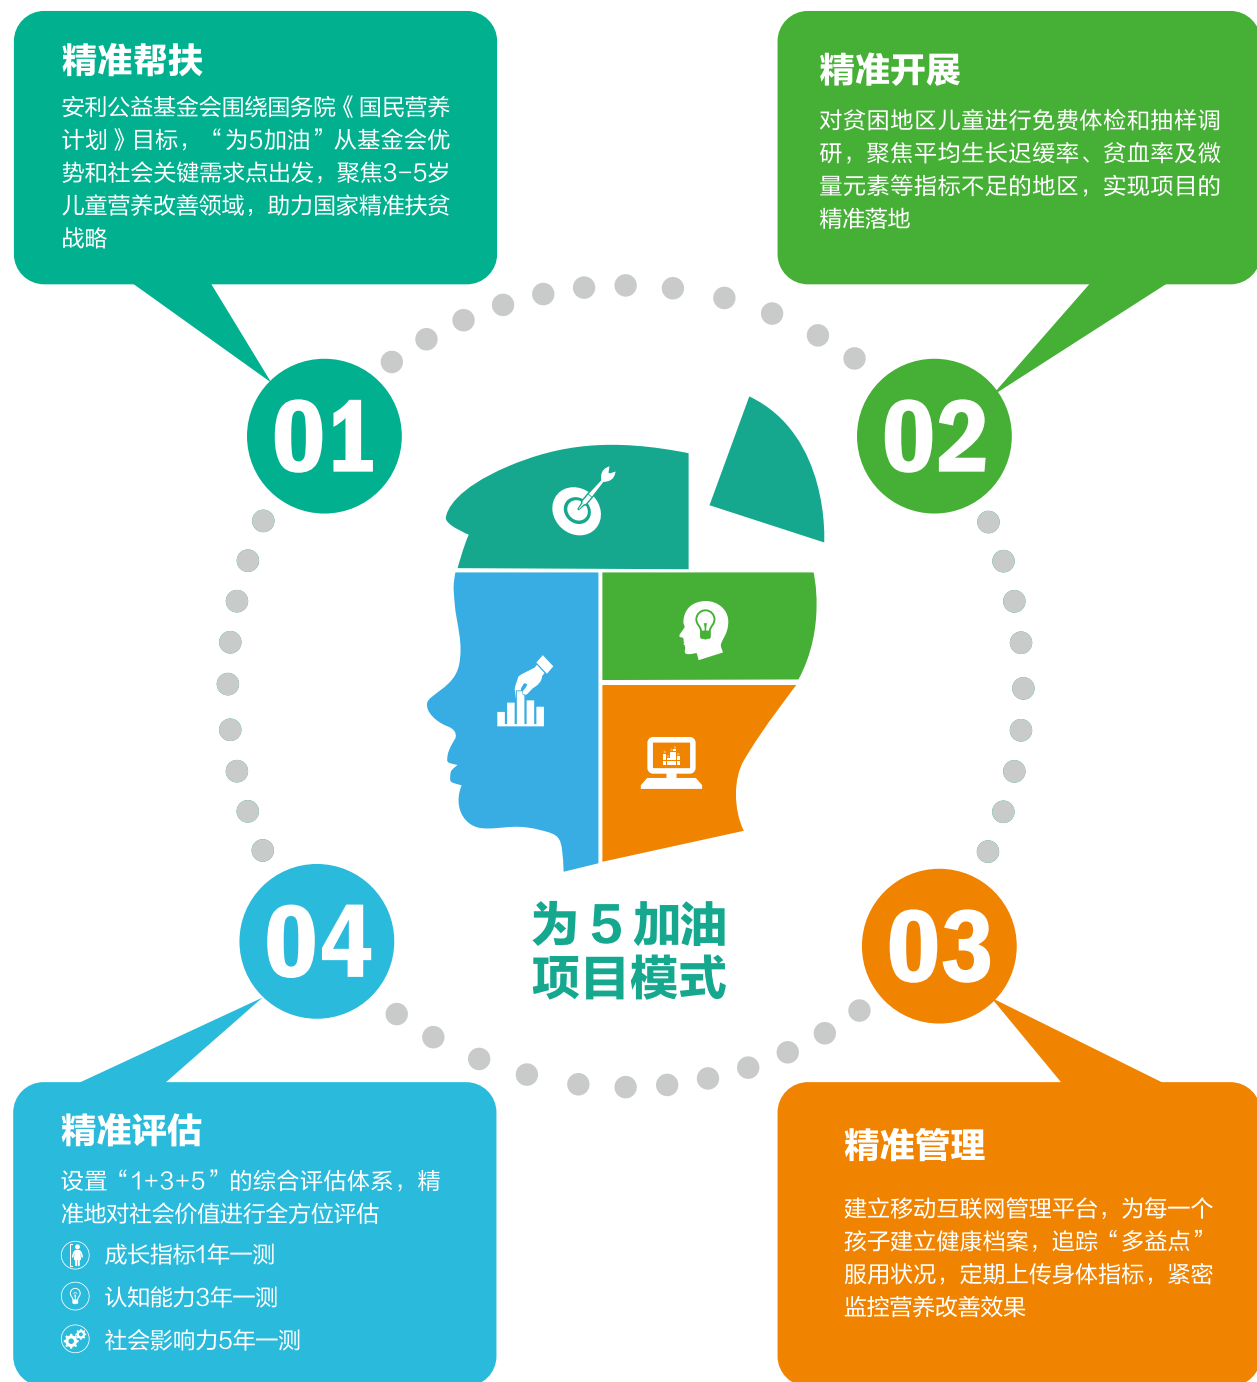 精准帮扶
安利公益基金会围绕国务院《国民营养
计划》目标，“为5加油”从基金会优
势和社会关键需求点出发，聚焦3-5岁
儿童营养改善领域，助力国家精准扶贫
战略
精准开展
对贫困地区儿童进行免费体检和抽样调
研，聚焦平均生长迟缓率、贫血率及微
量元素等指标不足的地区，实现项目的
精准落地
01
02
为5加油
项目模式
04
03
精准评估
设置“1+3+5”的综合评估体系，精
准地对社会价值进行全方位评估
成长指标1年一测
认知能力3年一测
社会影响力5年一测
精准管理
建立移动互联网管理平台，为每一个
孩子建立健康档案，追踪“多益点”
服用状况，定期上传身体指标，紧密
监控营养改善效果